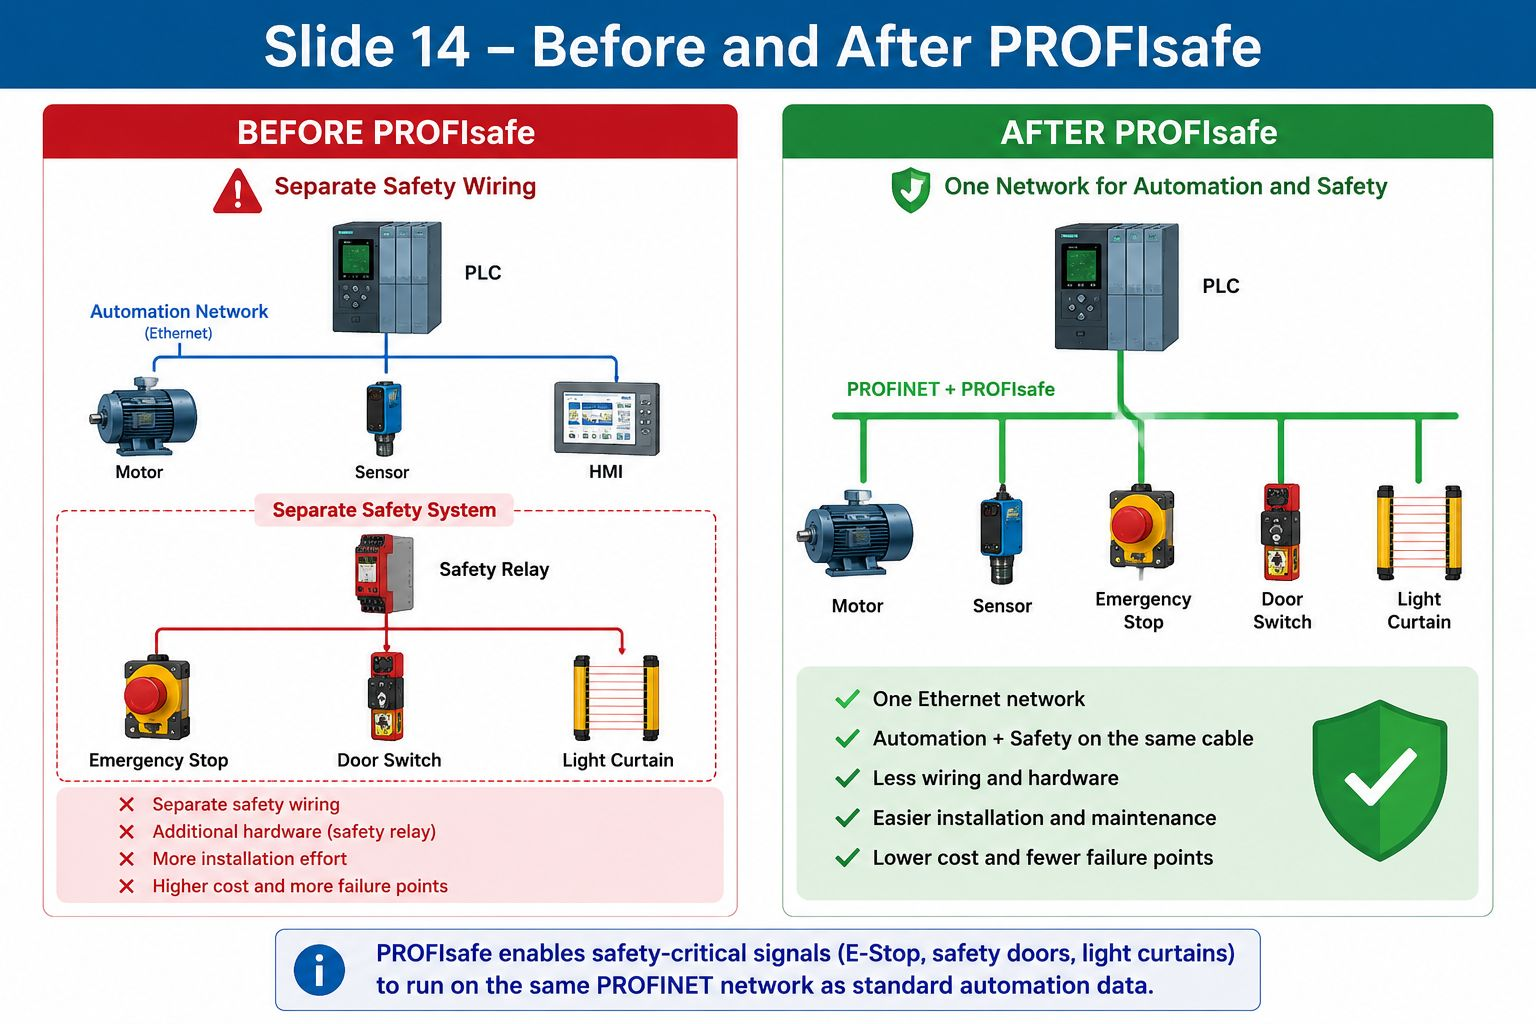 Slide 14 – Before and After PROFIsafe
BEFORE PROFIsafe
Separate Safety Wiring
PLC
Automation Network
(Ethernet)
Motor
Sensor
HMI
Separate Safety System
Safety Relay
Emergency Stop
Door Switch
Light Curtain
Separate safety wiring
Additional hardware (safety relay)
More installation effort
Higher cost and more failure points
AFTER PROFIsafe
One Network for Automation and Safety
PLC
PROFINET + PROFIsafe
Motor
Sensor
Emergency
Stop
Door
Switch
Light
Curtain
One Ethernet network
Automation + Safety on the same cable
Less wiring and hardware
Easier installation and maintenance
Lower cost and fewer failure points
PROFIsafe enables safety-critical signals (E-Stop, safety doors, light curtains)
to run on the same PROFINET network as standard automation data.